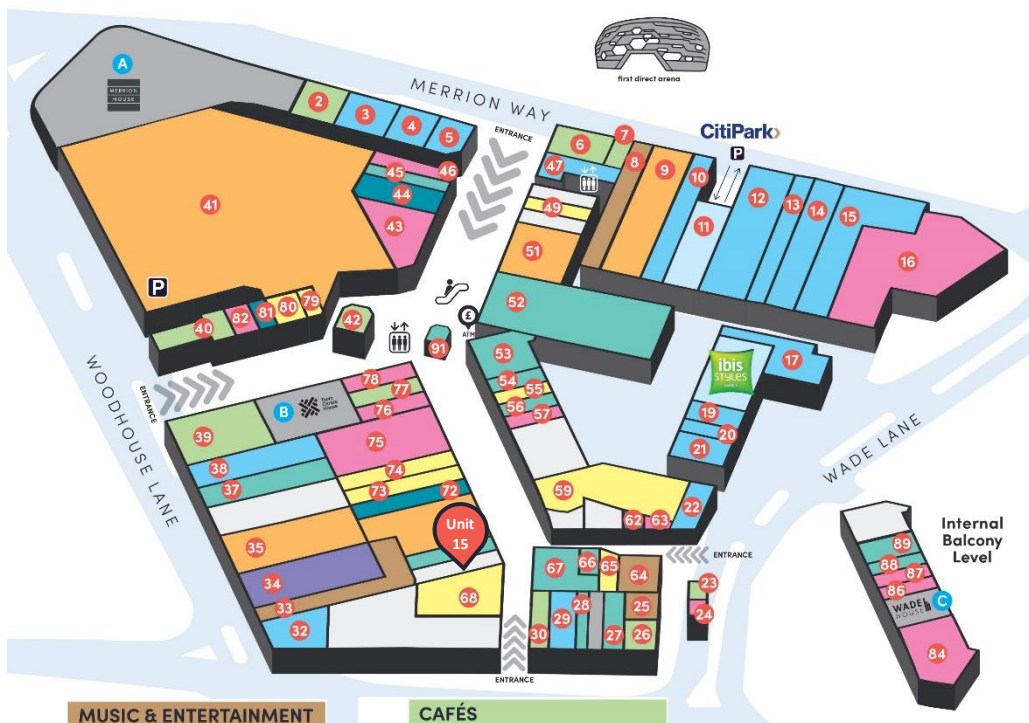 first direct arena
A
MERRION
HOUSE
MERRION WAY
CitiPark
P
ENTRANCE
2
3
4
5
6
7
8
9
10
11
12
13
14
15
16
47
49
51
52
46
45
44
43
41
P
40
82
81
80
79
42
91
£
ATM
53
54
55
56
57
ibis
STYLES
HOTEL
17
19
20
21
22
WADE LANE
WOODHOUSE LANE
ENTRANCE
B
Town
Centre
House
78
77
76
75
74
73
72
39
38
37
35
34
33
32
Unit
15
68
59
62
63
ENTRANCE
67
66
65
64
23
24
25
26
27
28
29
30
ENTRANCE
Internal
Balcony
Level
89
88
87
86
WADE
HOUSE
C
84
MUSIC & ENTERTAINMENT
CAFÉS